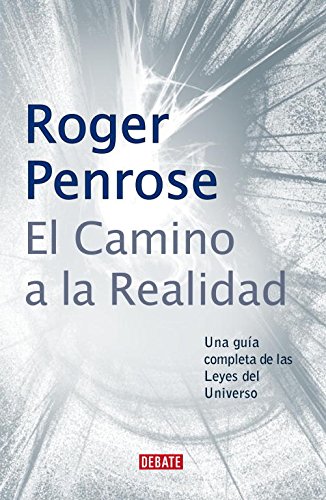 Roger
Penrose
El Camino
a la Realidad
Una guía
completa de las
Leyes del
Universo
DEBATE